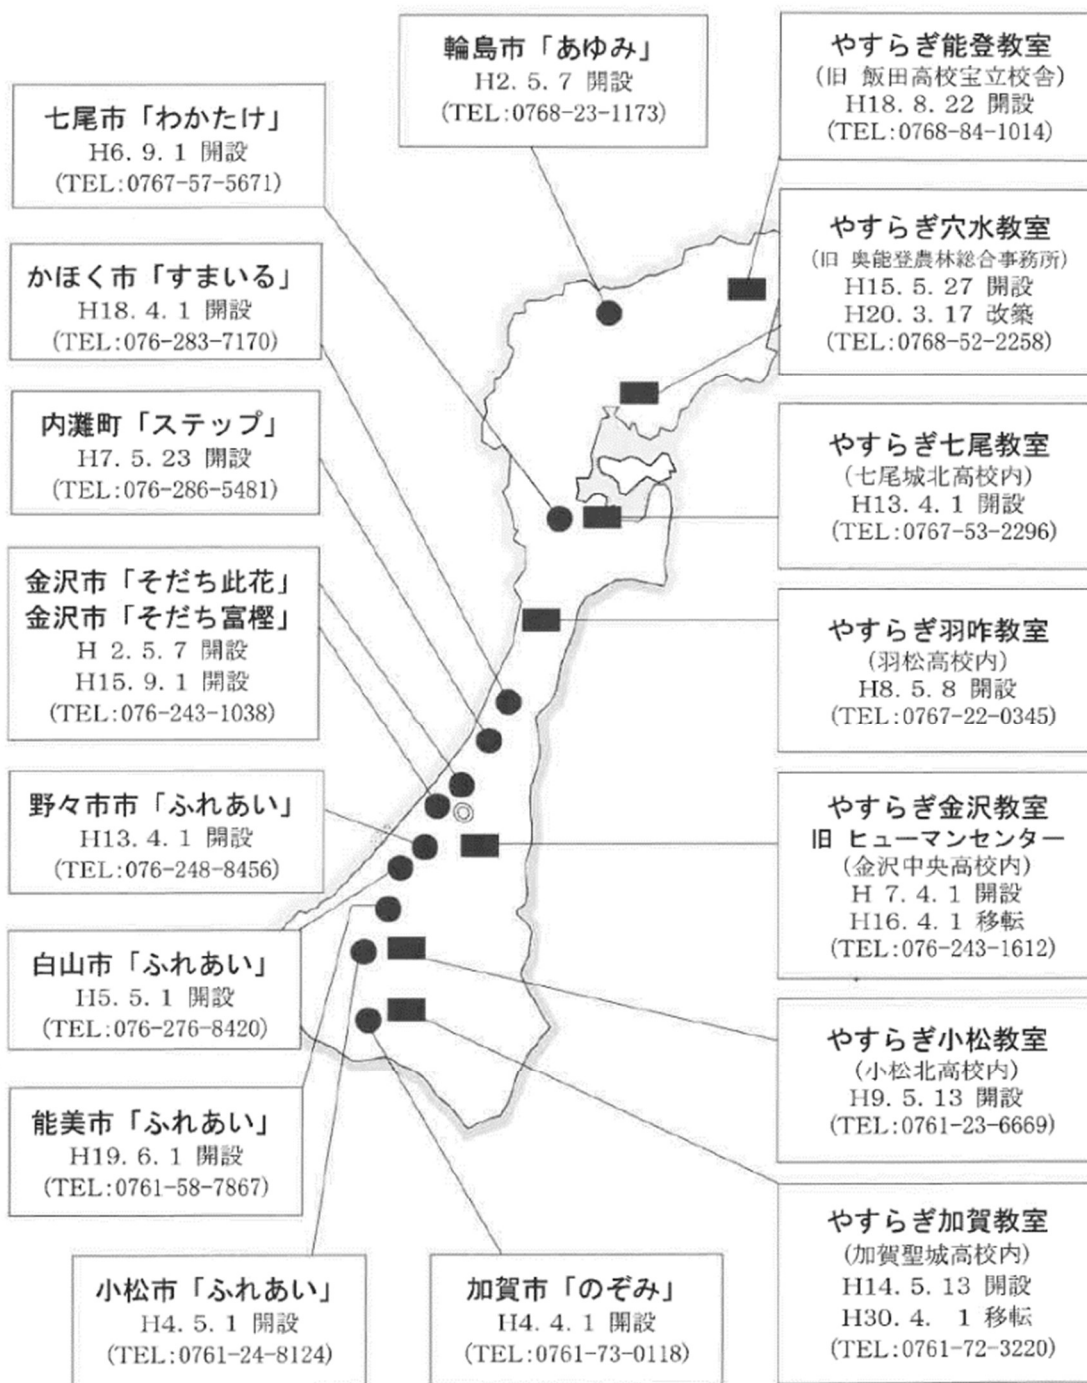 輪島市「あゆみ」
H2.5.7 開設
(TEL:0768-23-1173)
やすらぎ能登教室
(旧 飯田高校宝立校舎)
H18.8.22 開設
(TEL:0768-84-1014)
七尾市「わかたけ」
H6.9.1 開設
(TEL:0767-57-5671)
やすらぎ穴水教室
(旧 奥能登農林総合事務所)
H15.5.27 開設
H20.3.17 改築
(TEL:0768-52-2258)
かほく市「すまいる」
H18.4.1 開設
(TEL:076-283-7170)
内灘町「ステップ」
H7.5.23 開設
(TEL:076-286-5481)
やすらぎ七尾教室
(七尾城北高校内)
H13.4.1 開設
(TEL:0767-53-2296)
金沢市「そだち此花」
金沢市「そだち富樫」
H 2.5.7 開設
H15.9.1 開設
(TEL:076-243-1038)
やすらぎ羽咋教室
(羽松高校内)
H8.5.8 開設
(TEL:0767-22-0345)
野々市市「ふれあい」
H13.4.1 開設
(TEL:076-248-8456)
やすらぎ金沢教室
旧 ヒューマンセンター
(金沢中央高校内)
H 7.4.1 開設
H16.4.1 移転
(TEL:076-243-1612)
白山市「ふれあい」
H5.5.1 開設
(TEL:076-276-8420)
やすらぎ小松教室
(小松北高校内)
H9.5.13 開設
(TEL:0761-23-6669)
能美市「ふれあい」
H19.6.1 開設
(TEL:0761-58-7867)
やすらぎ加賀教室
(加賀聖城高校内)
H14.5.13 開設
H30.4. 1 移転
(TEL:0761-72-3220)
小松市「ふれあい」
H4.5.1 開設
(TEL:0761-24-8124)
加賀市「のぞみ」
H4.4.1 開設
(TEL:0761-73-0118)